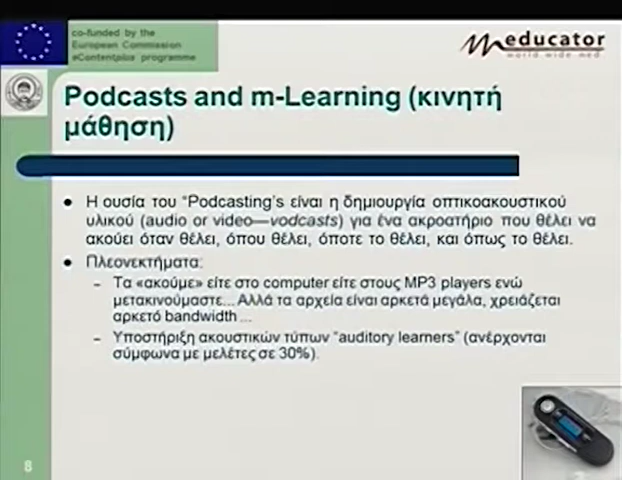 co-funded by the
European Commission
eContentplus programme
educator
world wide med
Podcasts and m-Learning (κινητή
μάθηση)
• Η ουσία του “Podcasting’s είναι η δημιουργία οπτικοακουστικού
υλικού (audio or video—vodcasts) για ένα ακροατήριο που θέλει να
ακούει όταν θέλει, όπου θέλει, όποτε το θέλει, και όπως το θέλει.
• Πλεονεκτήματα:
– Τα «ακούμε» είτε στο computer είτε στους MP3 players ενώ
μετακινούμαστε... Αλλά τα αρχεία είναι αρκετά μεγάλα, χρειάζεται
αρκετό bandwidth ...
– Υποστήριξη ακουστικών τύπων “auditory learners” (ανέρχονται
σύμφωνα με μελέτες σε 30%).
8